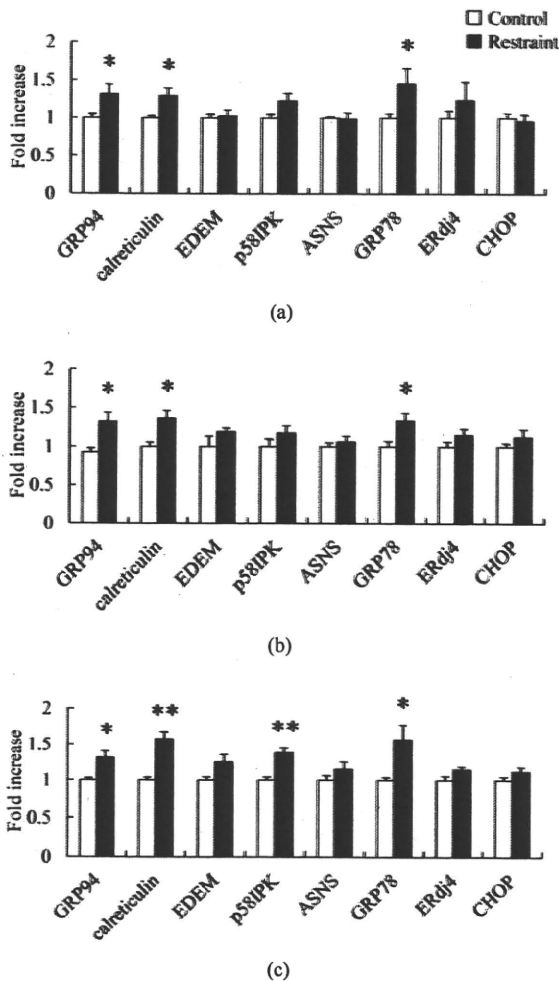 Control
Restraint
Fold increase
2
1.5
1
0.5
0
* * *
GRP94 calreticulin EDEM p58IPK ASNS GRP78 ERdj4 CHOP
(a)
Fold increase
2
1.5
1
0.5
0
* * *
GRP94 calreticulin EDEM p58IPK ASNS GRP78 ERdj4 CHOP
(b)
Fold increase
2
1.5
1
0.5
0
* ** ** *
GRP94 calreticulin EDEM p58IPK ASNS GRP78 ERdj4 CHOP
(c)